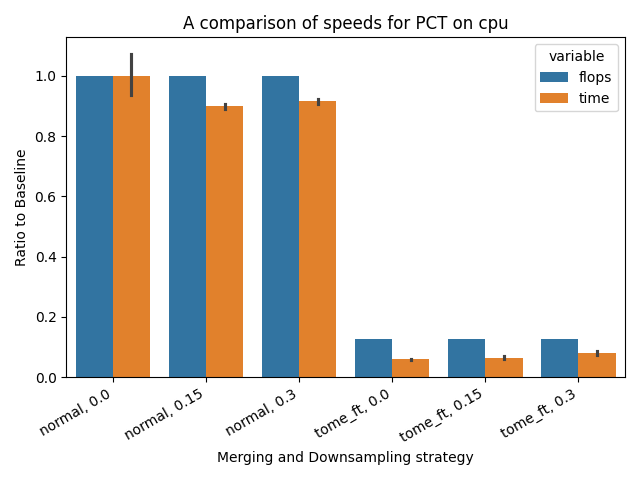 A comparison of speeds for PCT on cpu
variable
flops
time
Ratio to Baseline
1.0
0.8
0.6
0.4
0.2
0.0
normal, 0.0
normal, 0.15
normal, 0.3
tome_ft, 0.0
tome_ft, 0.15
tome_ft, 0.3
Merging and Downsampling strategy